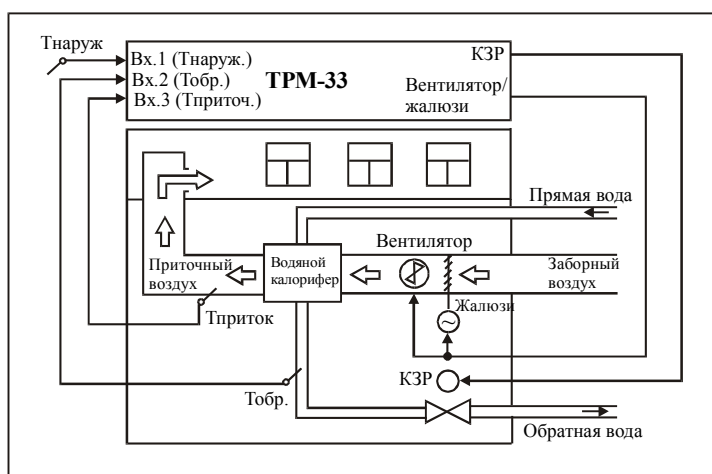 Тнаруж
Вх.1 (Тнаруж.)
Вх.2 (Тобр.)
Вх.3 (Тприточ.)
ТРМ-33
КЗР
Вентилятор/
жалюзи
Прямая вода
Вентилятор
Приточный
воздух
Водяной
калорифер
Заборный
воздух
Жалюзи
Тприток
КЗР
Тобр.
Обратная вода